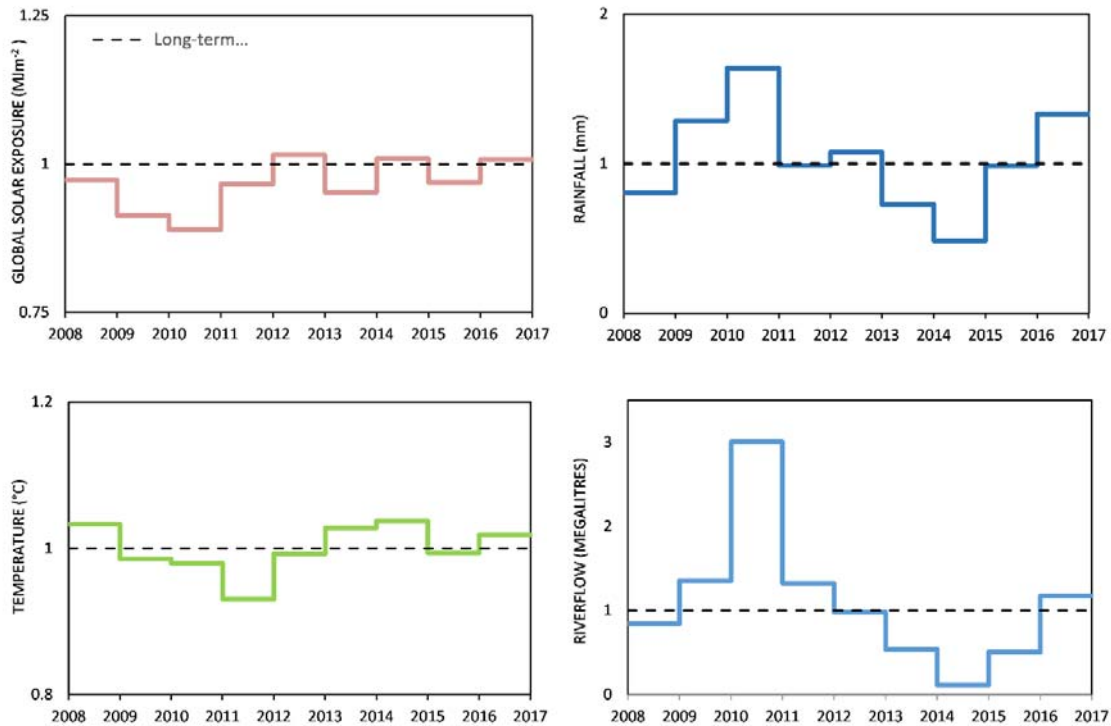 1.25
Long-term...
GLOBAL SOLAR EXPOSURE (MJm⁻²)
1
0.75
2008 2009 2010 2011 2012 2013 2014 2015 2016 2017
2
RAINFALL (mm)
1
0
2008 2009 2010 2011 2012 2013 2014 2015 2016 2017
1.2
TEMPERATURE (°C)
1
0.8
2008 2009 2010 2011 2012 2013 2014 2015 2016 2017
3
RIVERFLOW (MEGALITRES)
2
1
0
2008 2009 2010 2011 2012 2013 2014 2015 2016 2017